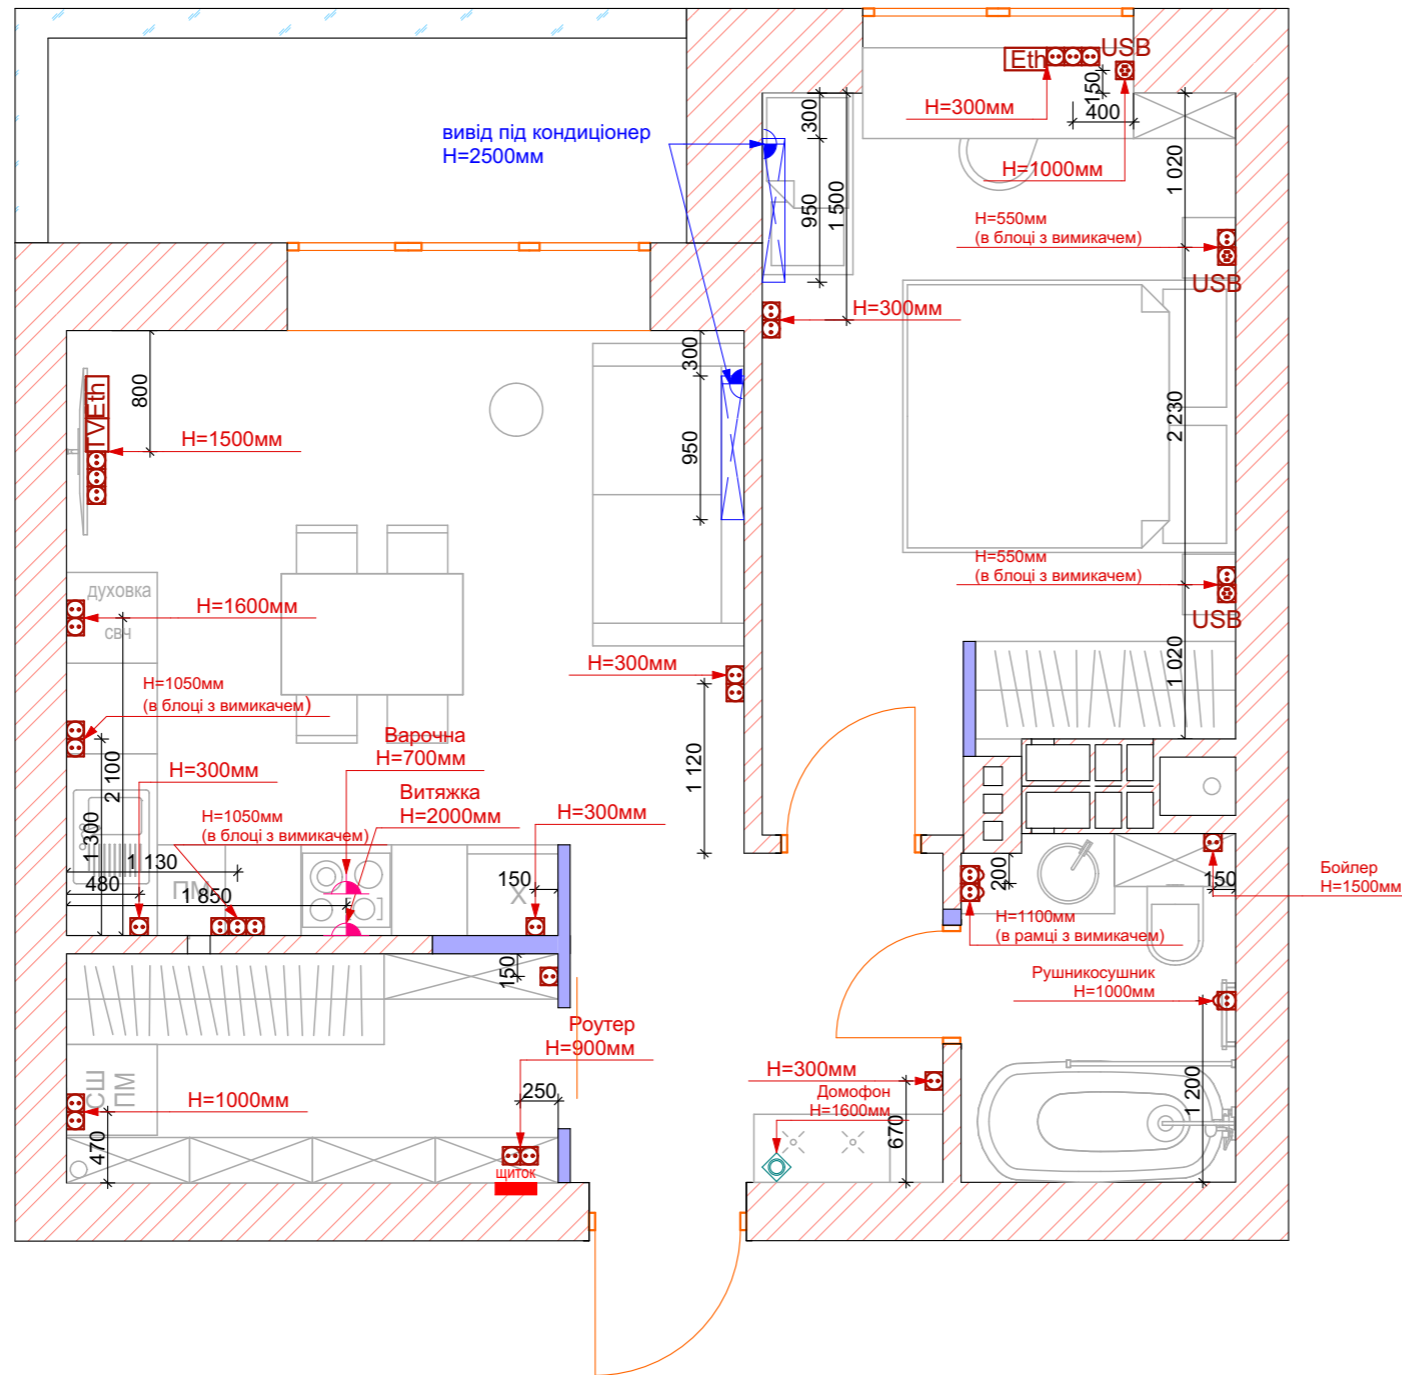 USB
Eth
150
H=300мм
400
300
вивід під кондиціонер
H=2500мм
H=1000мм
1 020
950
1 500
H=550мм
(в блоці з вимикачем)
USB
H=300мм
300
800
TV
Eth
H=1500мм
950
2 230
H=550мм
(в блоці з вимикачем)
USB
духовка
H=1600мм
свч
H=300мм
1 020
H=1050мм
(в блоці з вимикачем)
Варочна
H=700мм
2 100
H=300мм
1 120
Витяжка
H=2000мм
H=1050мм
(в блоці з вимикачем)
H=300мм
1 300
1 130
480
ПМ
1 850
150
Х
200
150
Бойлер
H=1500мм
H=1100мм
(в рамці з вимикачем)
150
Рушникосушник
H=1000мм
Роутер
H=900мм
СШ
ПМ
H=1000мм
250
H=300мм
Домофон
H=1600мм
1 200
470
670
щиток